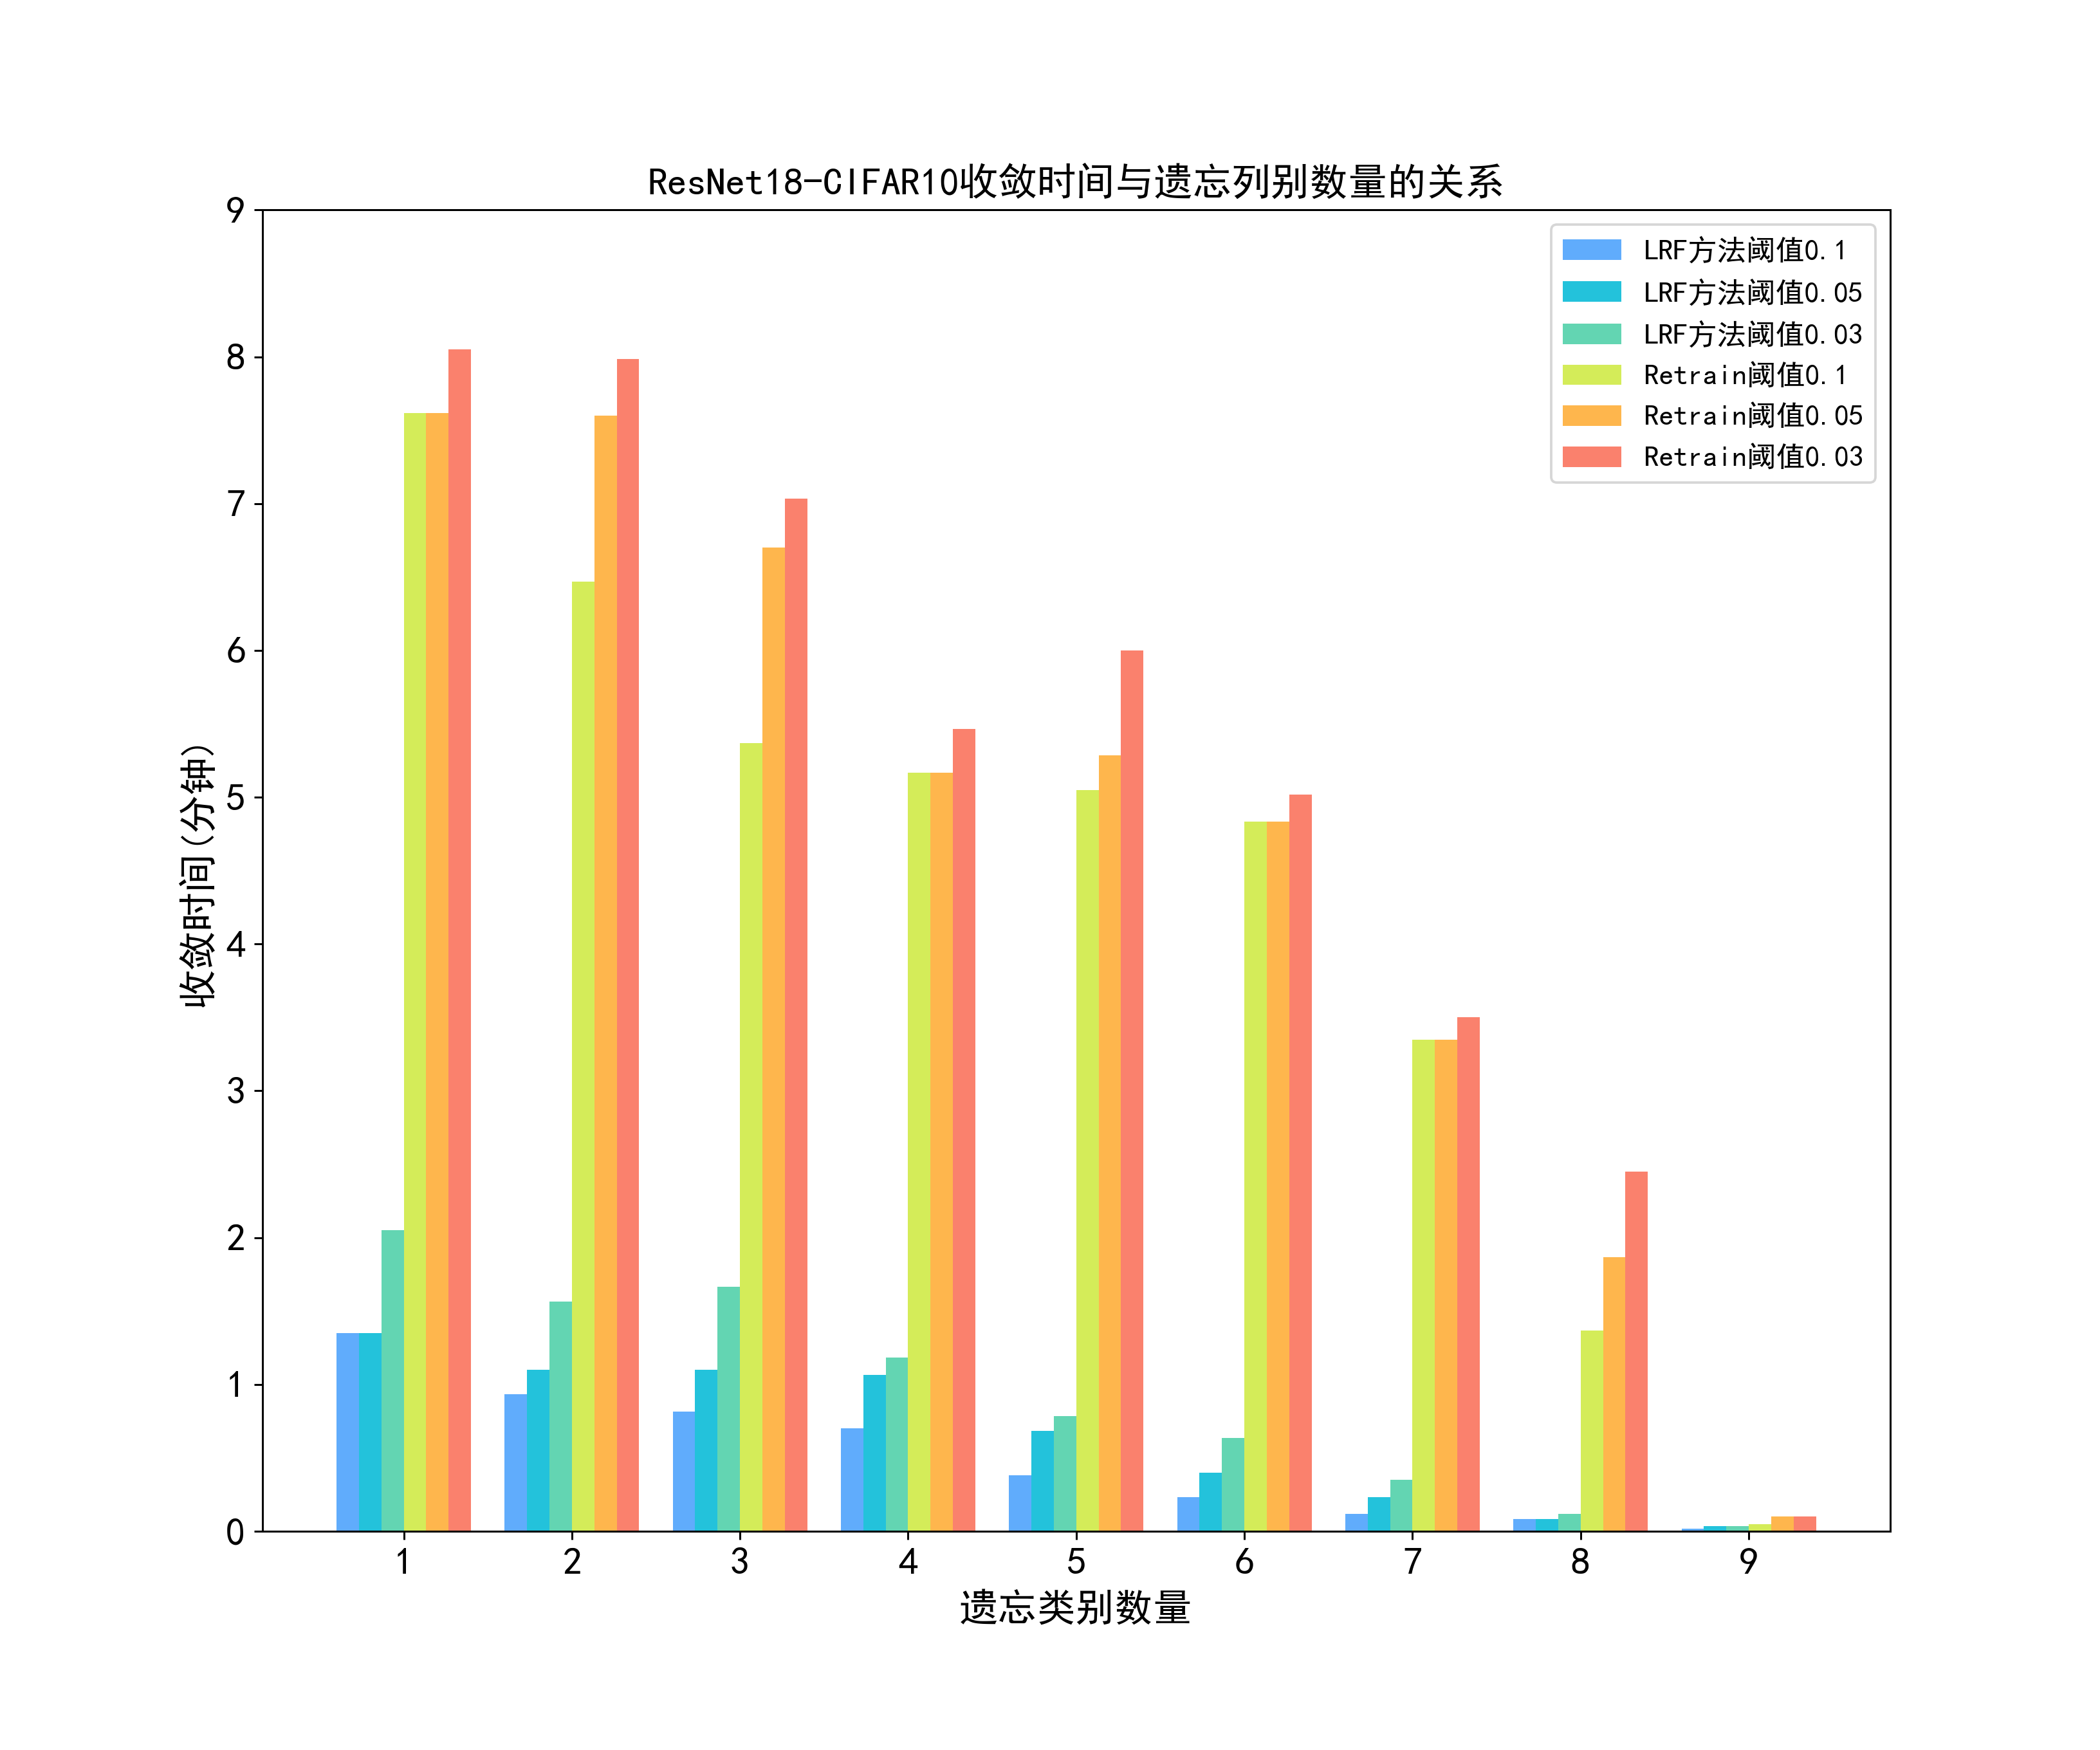 ResNet18-CIFAR10收敛时间与遗忘列别数量的关系
9
8
7
6
5
4
3
2
1
0
收敛时间(分钟)
LRF方法阈值0.1
LRF方法阈值0.05
LRF方法阈值0.03
Retrain阈值0.1
Retrain阈值0.05
Retrain阈值0.03
1 2 3 4 5 6 7 8 9
遗忘类别数量